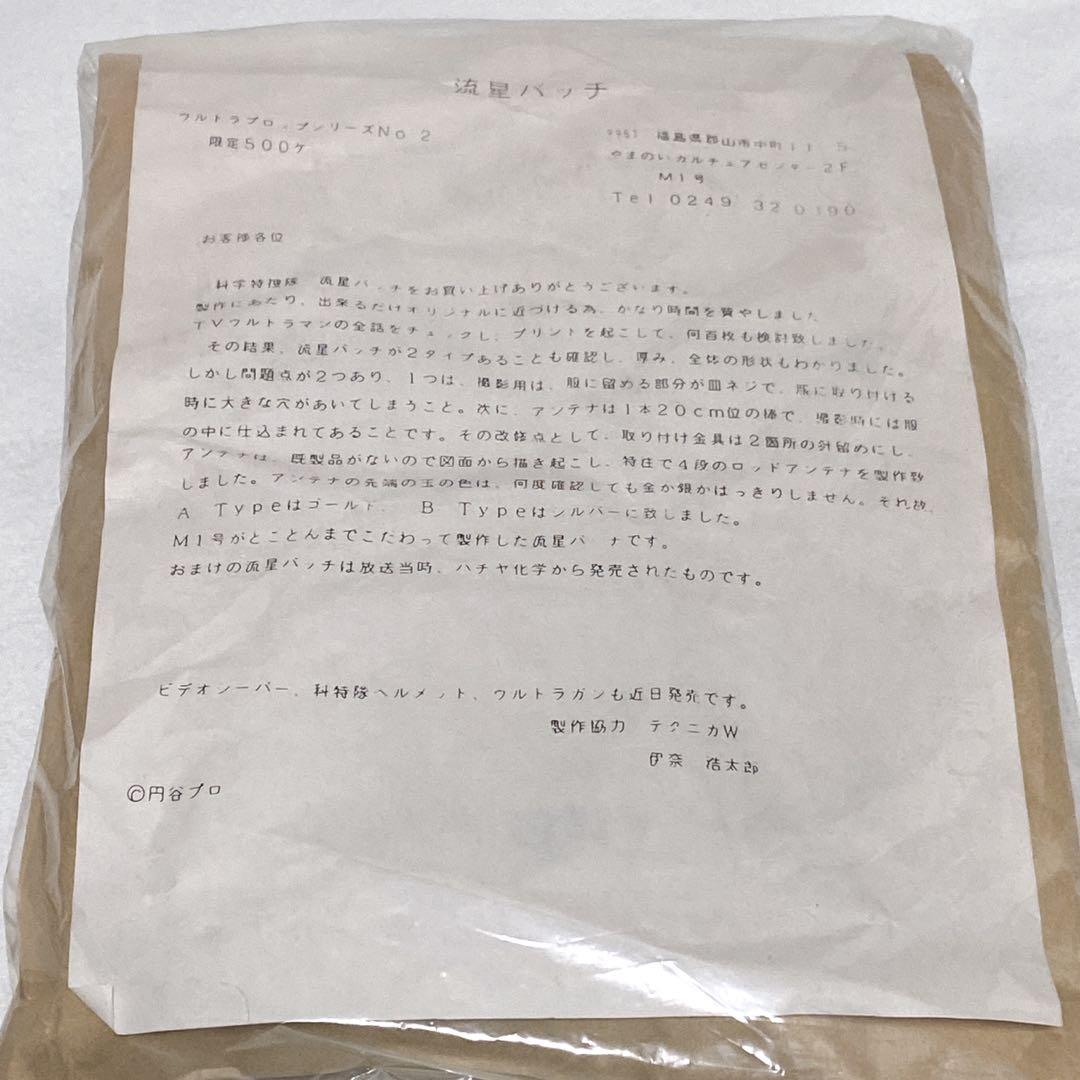 流星バッチ
ウルトラプロップシリーズNo 2
限定500ケ
福島県郡山市中町11 5
やまのいカルチュアセンター2F
M1号
Tel 0249 32 0190
お客様各位
科学特捜隊 流星バッチをお買い上げありがとうございます。
製作にあたり、出来るだけオリジナルに近づける為、かなり時間を費やしました
TVウルトラマンの全話をチェックし、プリントを起こして、何百枚も検討致しました。
その結果、流星バッチが2タイプあることも確認し、厚み、全体の形状もわかりました。
しかし問題点が2つあり、1つは、撮影用は、服に留める部分が皿ネジで、服に取り付ける
時に大きな穴があいてしまうこと。次に、アンテナは1本20cm位の棒で、撮影時には服
の中に仕込まれてあることです。その改修点として、取り付け金具は2箇所の針留めにし、
アンテナは、既製品がないので図面から描き起こし、特注で4段のロッドアンテナを製作致
しました。アンテナの先端の玉の色は、何度確認しても金か銀かはっきりしません。それ故、
A Typeはゴールド、 B Typeはシルバーに致しました。
M1号がとことんまでこだわって製作した流星バ ナです。
おまけの流星バッチは放送当時、ハチヤ化学から発売されたものです。
ビデオシーバー、科特隊ヘルメット、ウルトラガンも近日発売です。
製作協力 テクニカW
伊奈 浩太郎
©円谷プロ